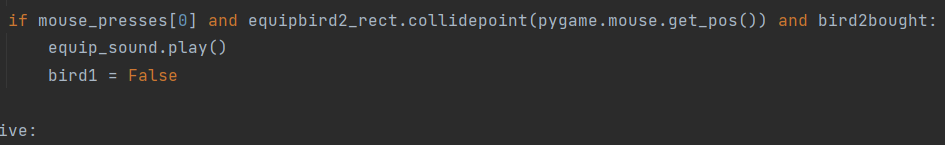 if mouse_presses[0] and equipbird2_rect.collidepoint(pygame.mouse.get_pos()) and bird2bought:
equip_sound.play()
bird1 = False
ive: